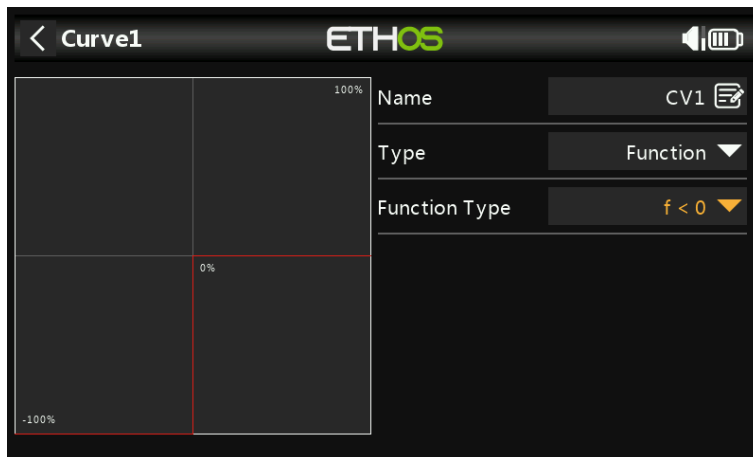 Curve1
ETHOS
100%
0%
-100%
Name CV1
Type Function
Function Type f < 0